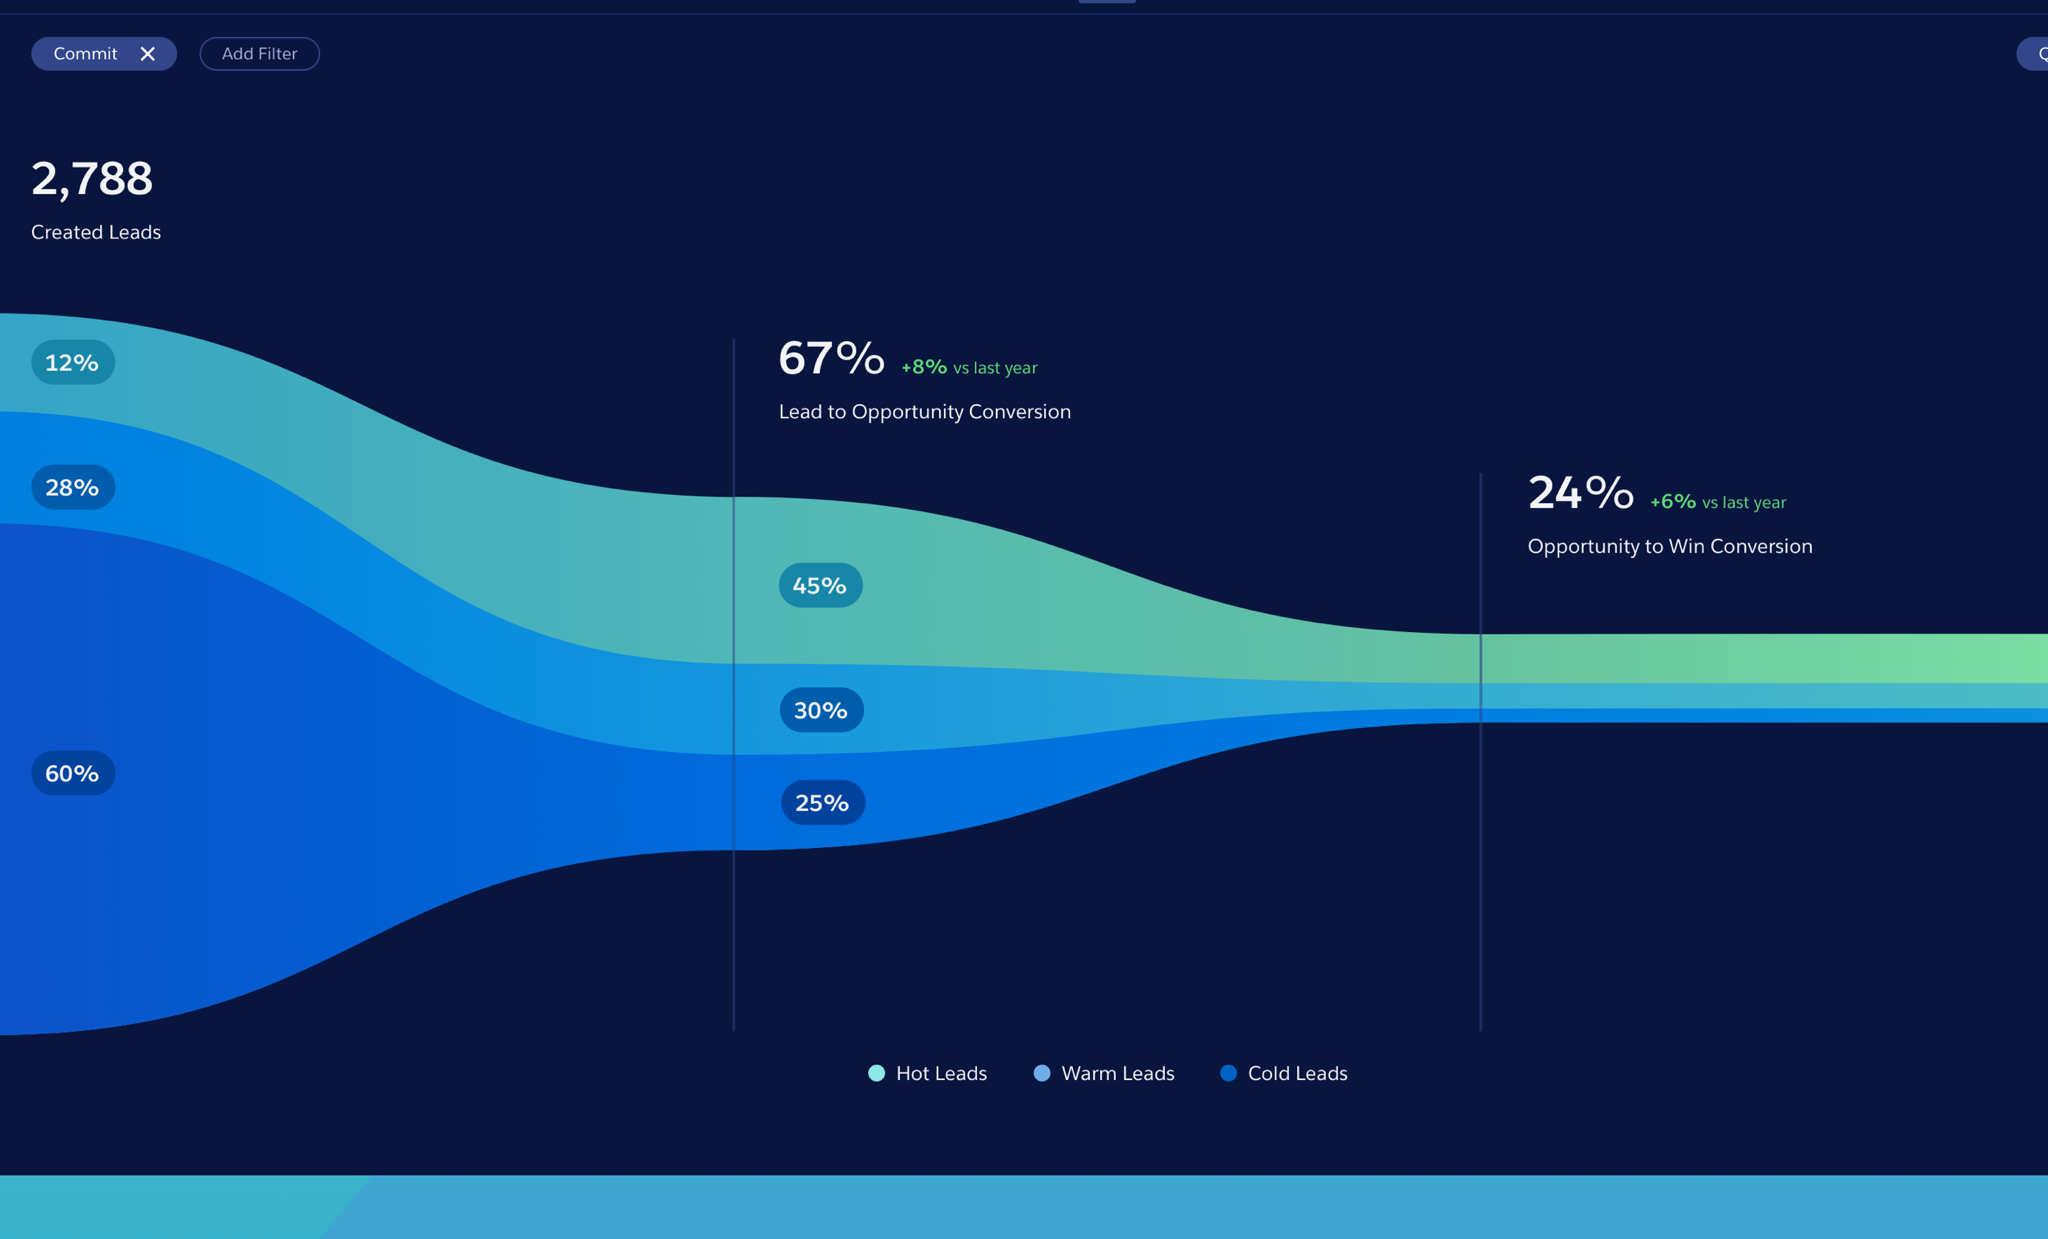 Commit
Add Filter
2,788
Created Leads
12%
28%
60%
67% +8% vs last year
Lead to Opportunity Conversion
45%
30%
25%
24% +6% vs last year
Opportunity to Win Conversion
Hot Leads
Warm Leads
Cold Leads